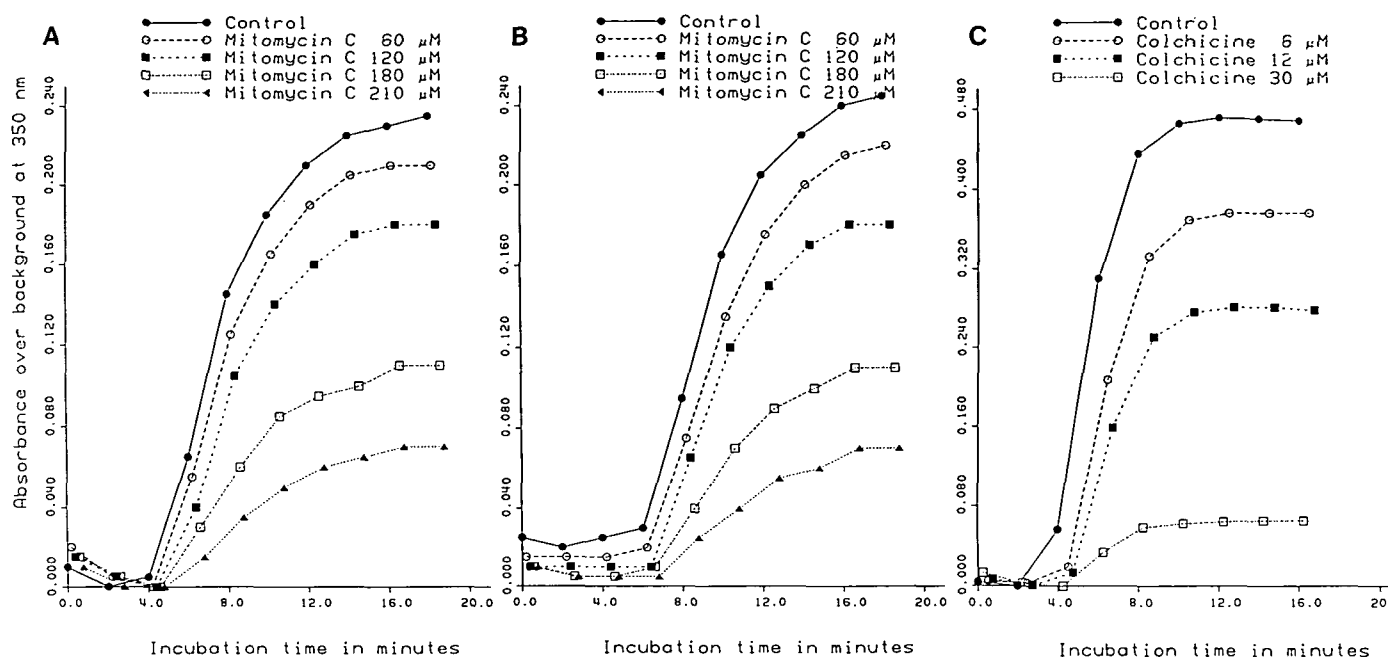 A
Control
Mitomycin C 60 µM
Mitomycin C 120 µM
Mitomycin C 180 µM
Mitomycin C 210 µM
Absorbance over background at 350 nm
0.240
0.200
0.160
0.120
0.080
0.040
0.000
0.0
4.0
8.0
12.0
16.0
20.0
Incubation time in minutes
B
Control
Mitomycin C 60 µM
Mitomycin C 120 µM
Mitomycin C 180 µM
Mitomycin C 210 µM
0.240
0.200
0.160
0.120
0.080
0.040
0.000
0.0
4.0
8.0
12.0
16.0
20.0
Incubation time in minutes
C
Control
Colchicine 6 µM
Colchicine 12 µM
Colchicine 30 µM
0.480
0.400
0.320
0.240
0.160
0.080
0.000
0.0
4.0
8.0
12.0
16.0
20
Incubation time in minutes